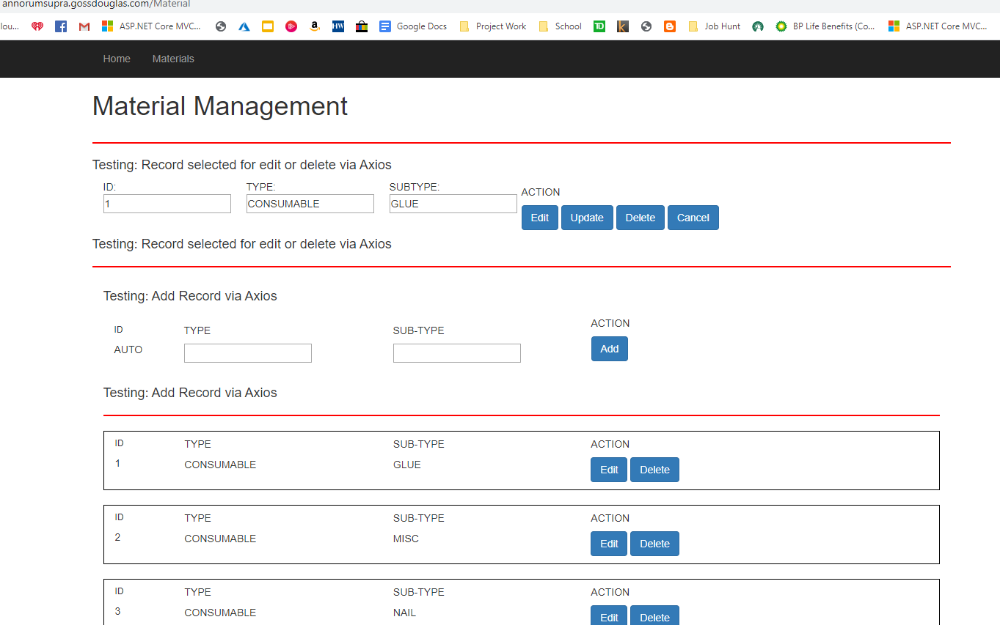 annorumsupra.gossdouglas.com/Material
lou... ASP.NET Core MVC... a HW Google Docs Project Work School TD k Job Hunt BP Life Benefits (Co... ASP.NET Core MVC...
Home Materials
Material Management
Testing: Record selected for edit or delete via Axios
ID: TYPE: SUBTYPE: ACTION
1 CONSUMABLE GLUE Edit Update Delete Cancel
Testing: Record selected for edit or delete via Axios
Testing: Add Record via Axios
ID TYPE SUB-TYPE ACTION
AUTO Add
Testing: Add Record via Axios
ID TYPE SUB-TYPE ACTION
1 CONSUMABLE GLUE Edit Delete
ID TYPE SUB-TYPE ACTION
2 CONSUMABLE MISC Edit Delete
ID TYPE SUB-TYPE ACTION
3 CONSUMABLE NAIL Edit Delete